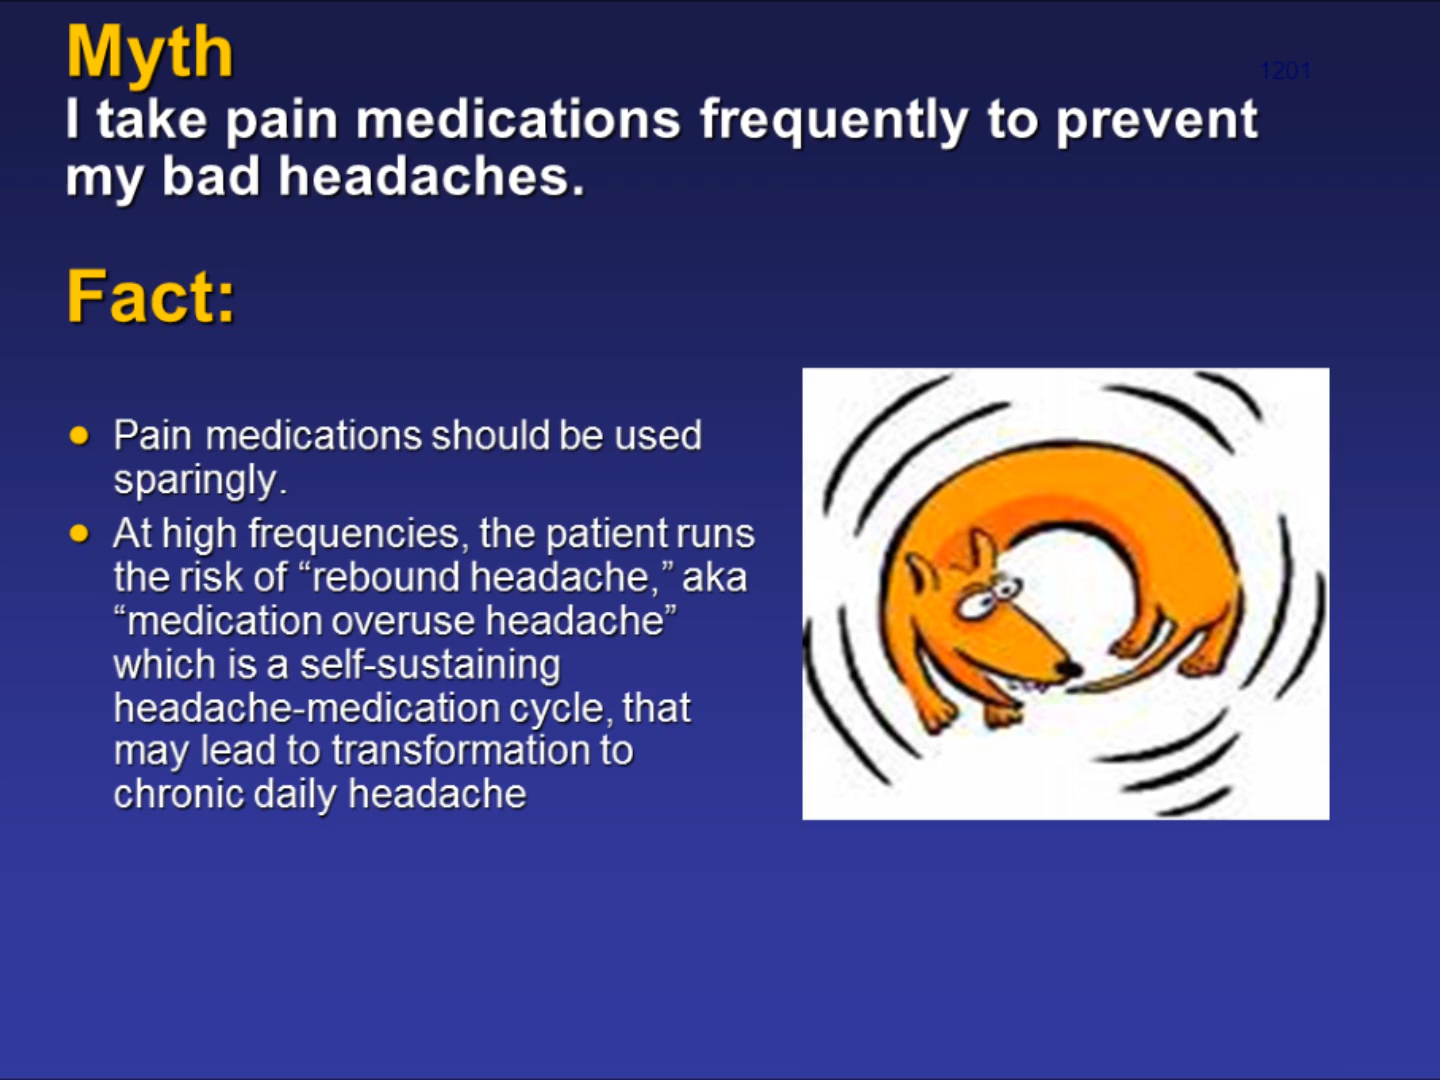 Myth
1201
I take pain medications frequently to prevent
my bad headaches.
Fact:
Pain medications should be used
sparingly.
At high frequencies, the patient runs
the risk of “rebound headache,” aka
“medication overuse headache”
which is a self-sustaining
headache-medication cycle, that
may lead to transformation to
chronic daily headache